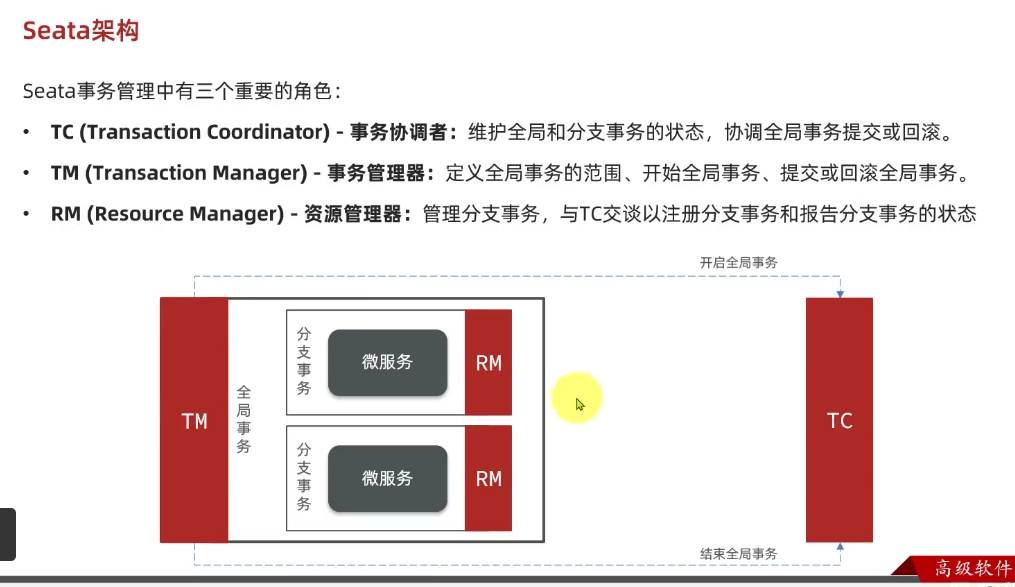 Seata架构
Seata事务管理中有三个重要的角色：
• TC (Transaction Coordinator) - 事务协调者：维护全局和分支事务的状态，协调全局事务提交或回滚。
• TM (Transaction Manager) - 事务管理器：定义全局事务的范围、开始全局事务、提交或回滚全局事务。
• RM (Resource Manager) - 资源管理器：管理分支事务，与TC交谈以注册分支事务和报告分支事务的状态
开启全局事务
TM
全局事务
分支事务
微服务
RM
分支事务
微服务
RM
TC
结束全局事务
高级软件